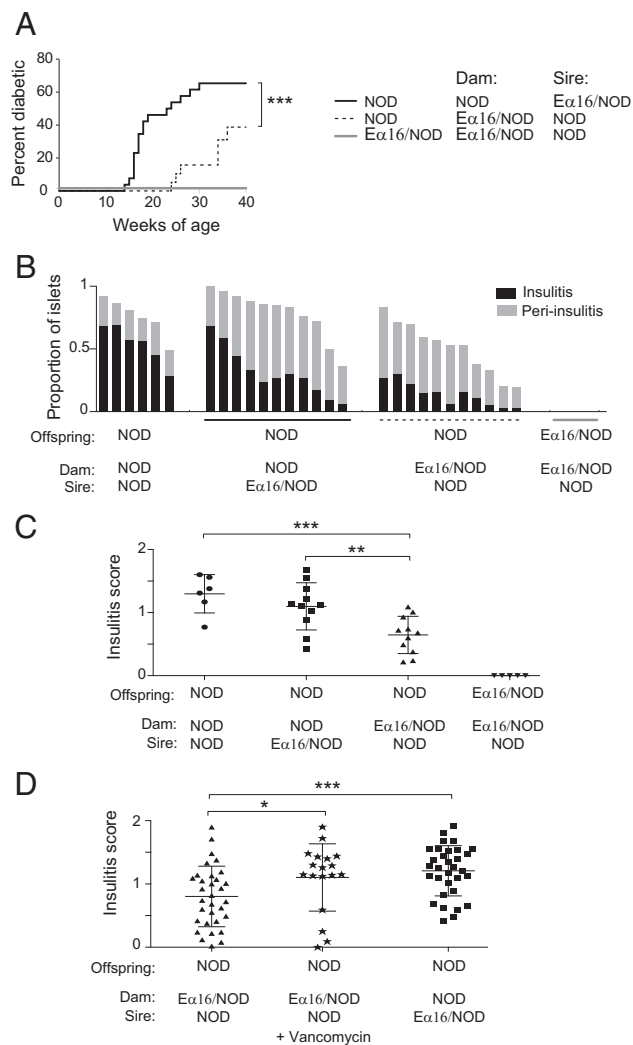 A
80
60
40
20
0
Percent diabetic
0 10 20 30 40
Weeks of age
***
Dam: Sire:
NOD NOD Eα16/NOD
NOD Eα16/NOD NOD
Eα16/NOD Eα16/NOD NOD
B
1
0.5
0
Proportion of islets
Insulitis
Peri-insulitis
Offspring: NOD NOD NOD Eα16/NOD
Dam: NOD NOD Eα16/NOD Eα16/NOD
Sire: NOD Eα16/NOD NOD NOD
C
***
**
2
1
0
Insulitis score
Offspring: NOD NOD NOD Eα16/NOD
Dam: NOD NOD Eα16/NOD Eα16/NOD
Sire: NOD Eα16/NOD NOD NOD
D
***
*
2
1
0
Insulitis score
Offspring: NOD NOD NOD
Dam: Eα16/NOD Eα16/NOD NOD
Sire: NOD NOD Eα16/NOD
+ Vancomycin